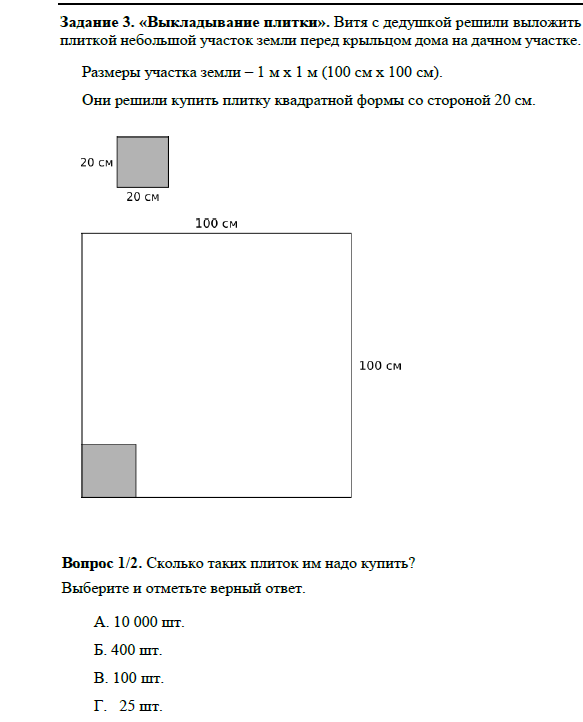 Задание 3. «Выкладывание плитки». Витя с дедушкой решили выложить
плиткой небольшой участок земли перед крыльцом дома на дачном участке.
Размеры участка земли – 1 м х 1 м (100 см х 100 см).
Они решили купить плитку квадратной формы со стороной 20 см.
20 см
20 см
100 см
100 см
Вопрос 1/2. Сколько таких плиток им надо купить?
Выберите и отметьте верный ответ.
А. 10 000 шт.
Б. 400 шт.
В. 100 шт.
Г. 25 шт.